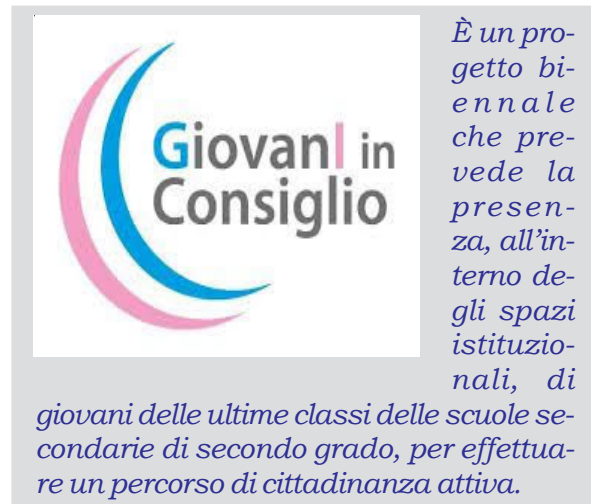 GiovanI in
Consiglio
È un pro-
getto bi-
ennale
che pre-
vede la
presen-
za, all'in-
terno de-
gli spazi
istituzio-
nali, di
giovani delle ultime classi delle scuole se-
condarie di secondo grado, per effettua-
re un percorso di cittadinanza attiva.